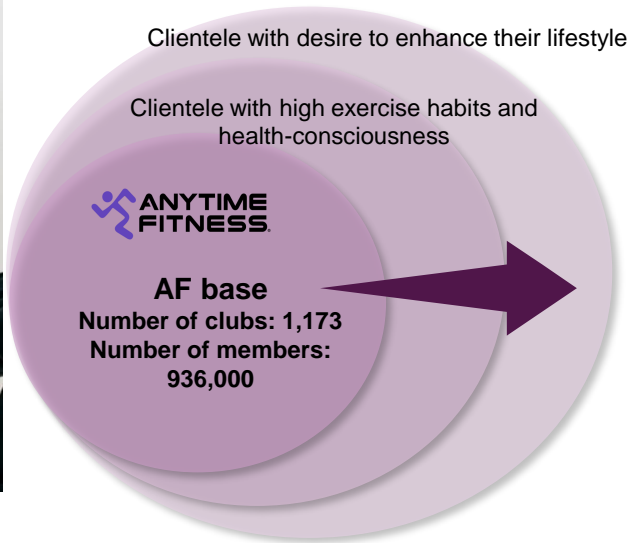 Clientele with desire to enhance their lifestyle
Clientele with high exercise habits and
health-consciousness
ANYTIME
FITNESS®
AF base
Number of clubs: 1,173
Number of members:
936,000